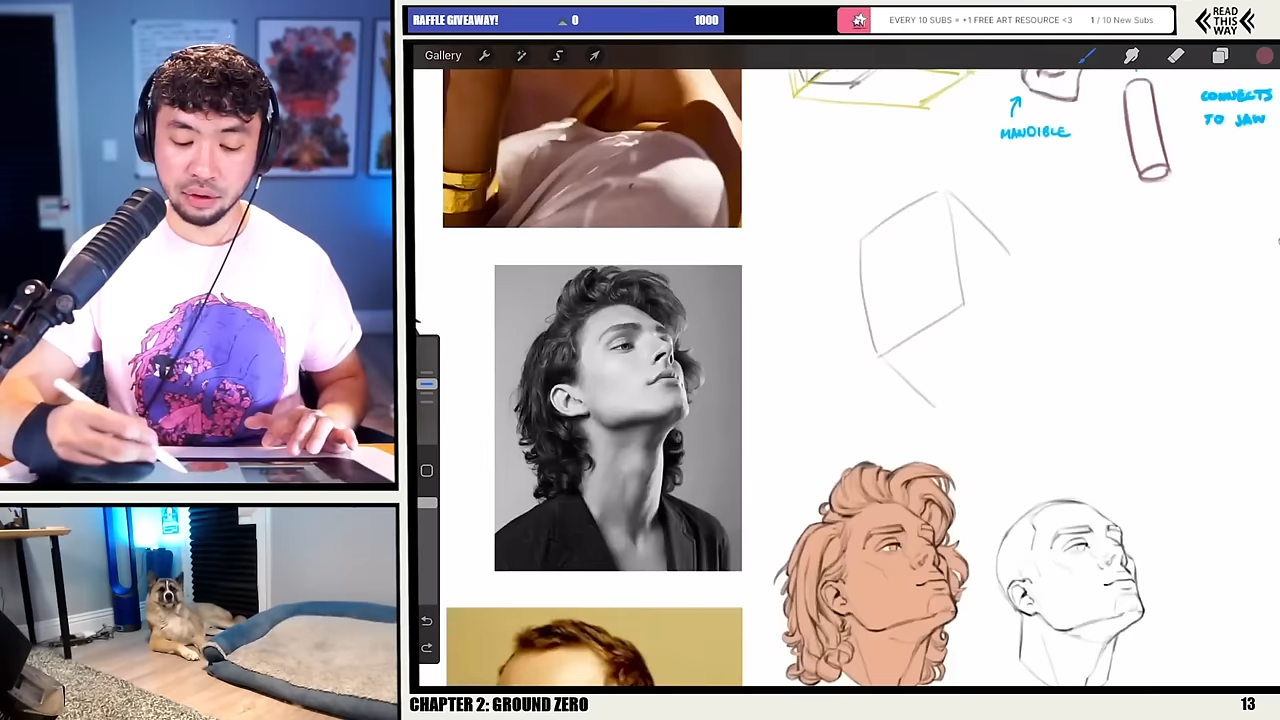 RAFFLE GIVEAWAY!
0
1000
EVERY 10 SUBS = +1 FREE ART RESOURCE <3
1 / 10 New Subs
READ
THIS
WAY
Gallery
MANDIBLE
CONNECTS
TO JAW
CHAPTER 2: GROUND ZERO
13